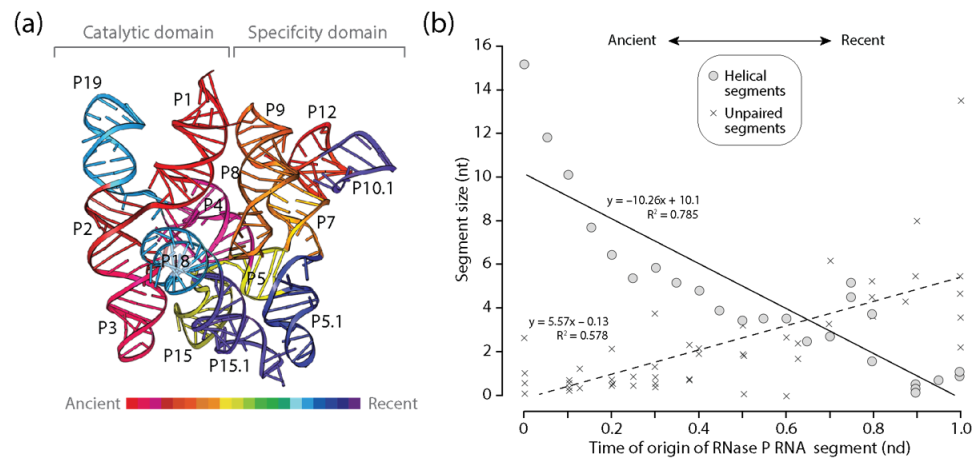 (a)
Catalytic domain
Specifcity domain
P19
P1
P9
P12
P8
P10.1
P4
P2
P7
P18
P5
P3
P15
P5.1
P15.1
Ancient
Recent
(b)
Ancient
Recent
Helical
segments
Unpaired
segments
y = –10.26x + 10.1
R² = 0.785
y = 5.57x – 0.13
R² = 0.578
Segment size (nt)
16
14
12
10
8
6
4
2
0
0
0.2
0.4
0.6
0.8
1.0
Time of origin of RNase P RNA segment (nd)